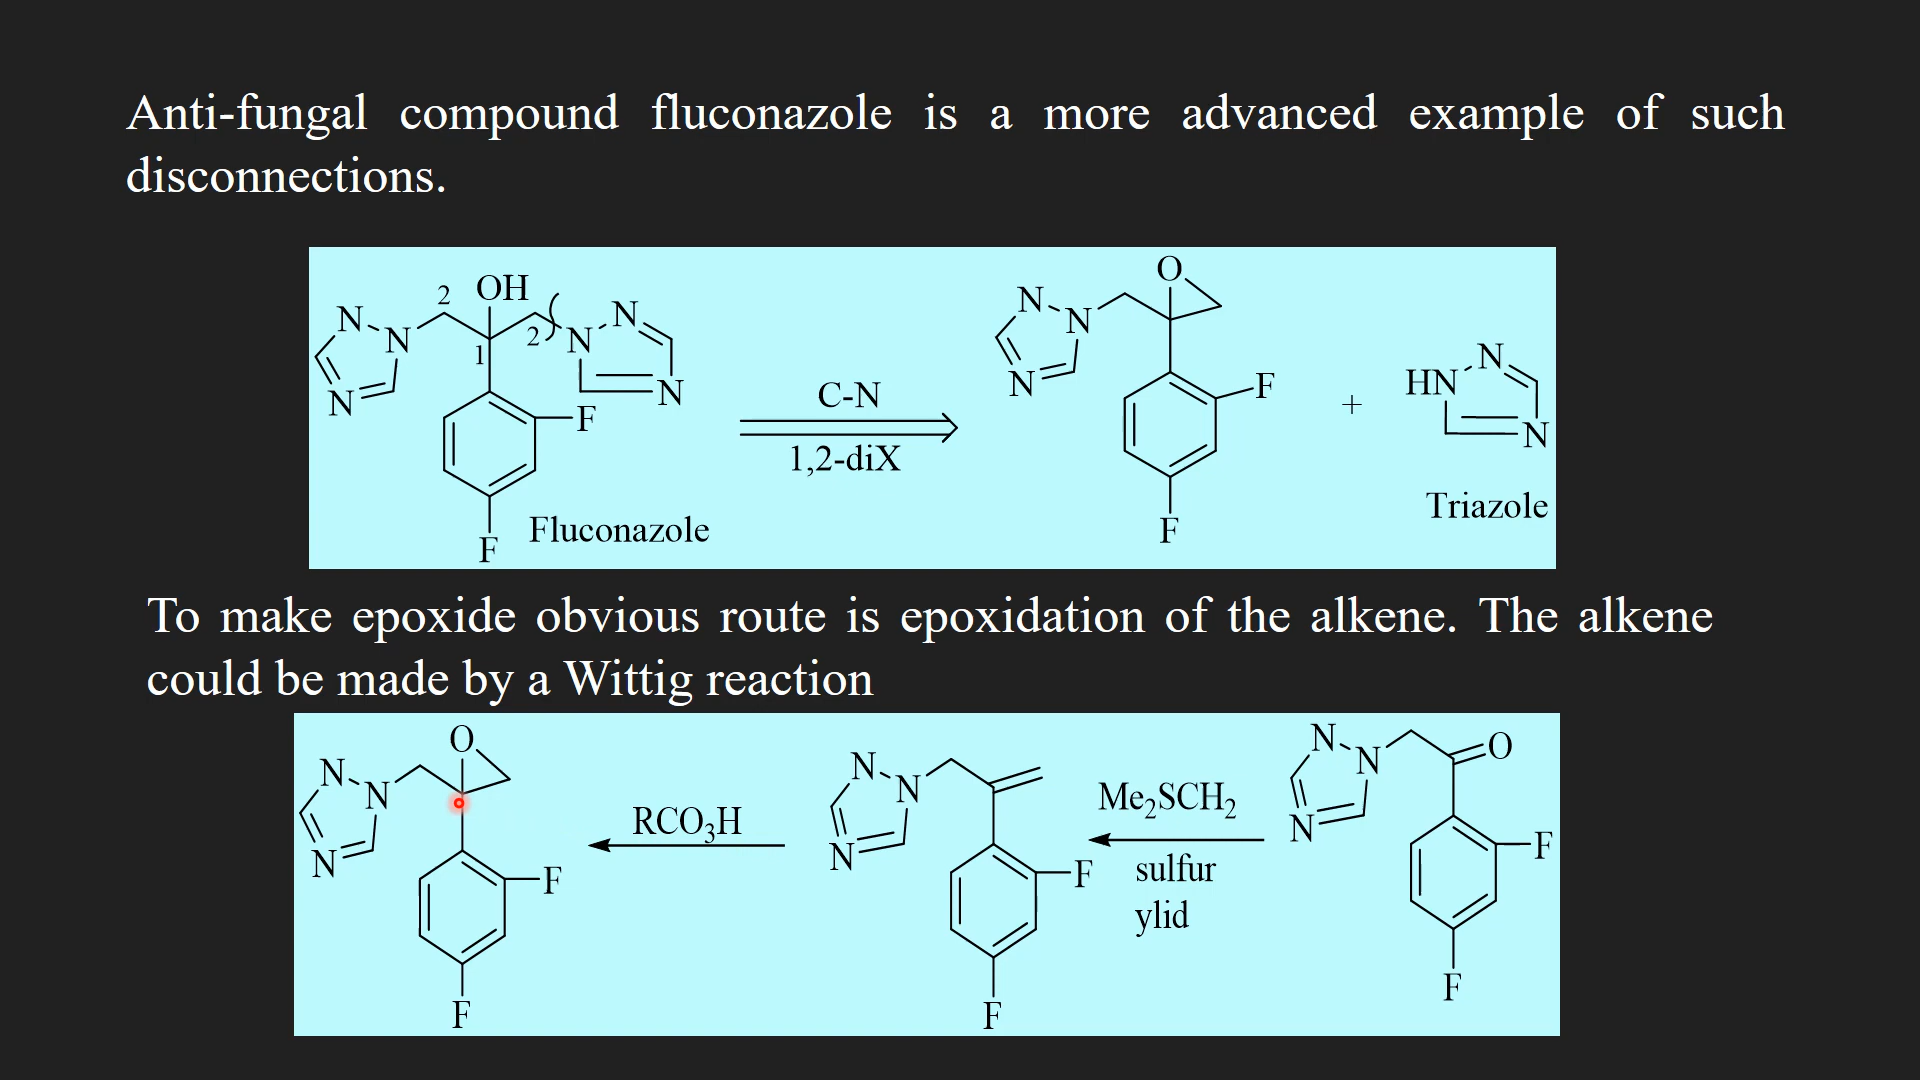 Anti-fungal compound fluconazole is a more advanced example of such
disconnections.
2 OH
N N 2 N N
1
N N
F
F Fluconazole
C-N
1,2-diX
O
N N
N
F
F
+
HN N
N
Triazole
To make epoxide obvious route is epoxidation of the alkene. The alkene
could be made by a Wittig reaction
O
N N
N
F
F
RCO3H
N N
N
F
F
Me2SCH2
sulfur
ylid
N N O
N
F
F